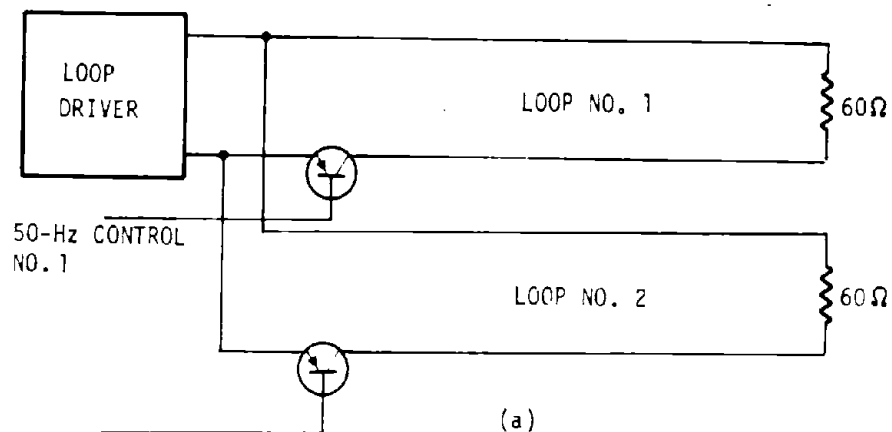 LOOP
DRIVER
LOOP NO. 1
60Ω
50-Hz CONTROL
NO. 1
LOOP NO. 2
60Ω
(a)